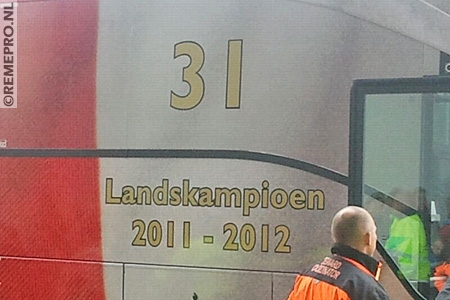 ©REMEPRO.NL
31
Landskampioen
2011 - 2012